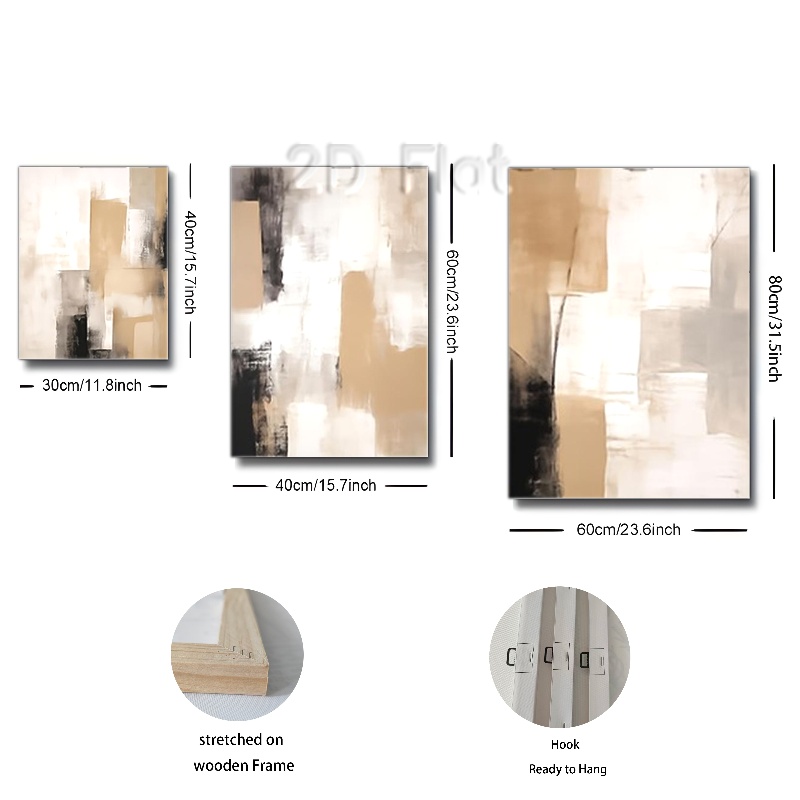 2D Flat
40cm/15.7inch
30cm/11.8inch
60cm/23.6inch
40cm/15.7inch
80cm/31.5inch
60cm/23.6inch
stretched on
wooden Frame
Hook
Ready to Hang